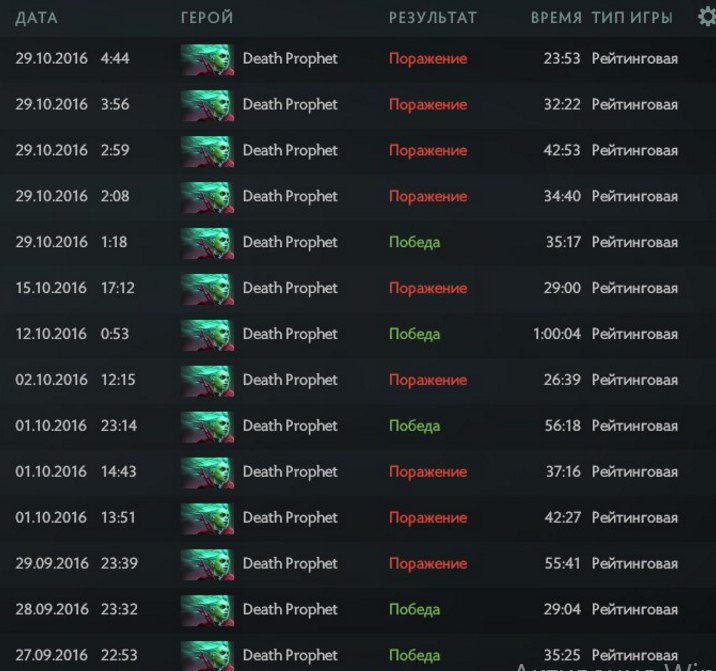 ДАТА ГЕРОЙ РЕЗУЛЬТАТ ВРЕМЯ ТИП ИГРЫ
29.10.2016 4:44 Death Prophet Поражение 23:53 Рейтинговая
29.10.2016 3:56 Death Prophet Поражение 32:22 Рейтинговая
29.10.2016 2:59 Death Prophet Поражение 42:53 Рейтинговая
29.10.2016 2:08 Death Prophet Поражение 34:40 Рейтинговая
29.10.2016 1:18 Death Prophet Победа 35:17 Рейтинговая
15.10.2016 17:12 Death Prophet Поражение 29:00 Рейтинговая
12.10.2016 0:53 Death Prophet Победа 1:00:04 Рейтинговая
02.10.2016 12:15 Death Prophet Поражение 26:39 Рейтинговая
01.10.2016 23:14 Death Prophet Победа 56:18 Рейтинговая
01.10.2016 14:43 Death Prophet Поражение 37:16 Рейтинговая
01.10.2016 13:51 Death Prophet Поражение 42:27 Рейтинговая
29.09.2016 23:39 Death Prophet Поражение 55:41 Рейтинговая
28.09.2016 23:32 Death Prophet Победа 29:04 Рейтинговая
27.09.2016 22:53 Death Prophet Победа 35:25 Рейтинговая